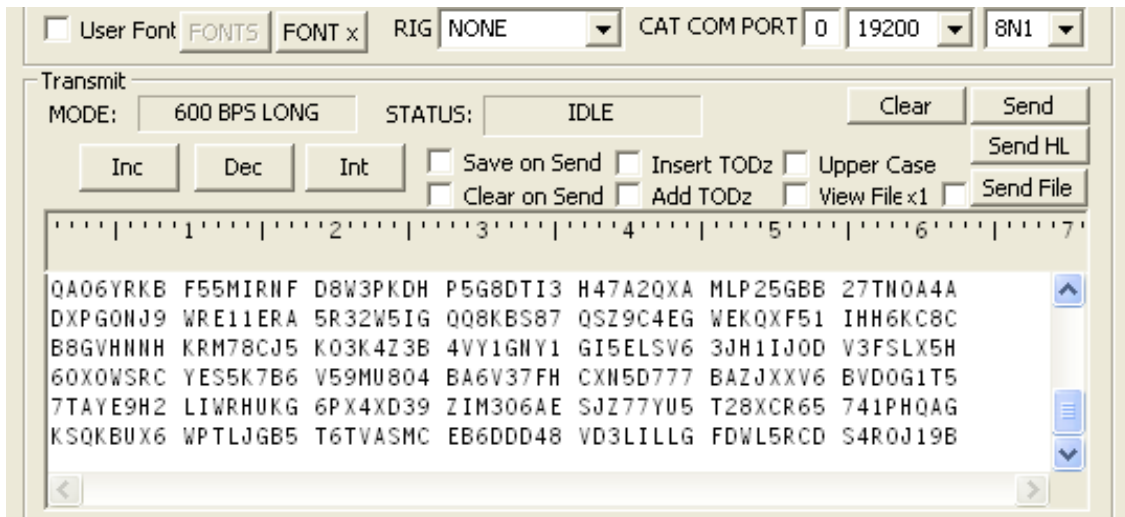 User Font FONTS FONT x RIG NONE CAT COM PORT 0 19200 8N1
Transmit
MODE: 600 BPS LONG STATUS: IDLE Clear Send
Inc Dec Int Save on Send Insert TODz Upper Case Send HL
Clear on Send Add TODz View File x1 Send File
''''|''''1''''|''''2''''|''''3''''|''''4''''|''''5''''|''''6''''|''''7'
QA06YRKB F55MIRNF D8W3PKDH P5G8DTI3 H47A2QXA MLP25GBB 27TN0A4A
DXPGONJ9 WRE11ERA 5R32W5IG QQ8KBS87 QSZ9C4EG WEKQXF51 IHH6KC8C
B8GVHNNH KRM78CJ5 K03K4Z3B 4VY1GNY1 GI5ELSV6 3JH1IJ0D V3FSLX5H
60X0WSRC YES5K7B6 V59MU804 BA6V37FH CXN5D777 BAZJXXV6 BVD0G1T5
7TAYE9H2 LIWRHUKG 6PX4XD39 ZIM306AE SJZ77YU5 T28XCR65 741PHQAG
KSQKBUX6 WPTLJGB5 T6TVASMC EB6DDD48 VD3LILLG FDWL5RCD S4R0J19B